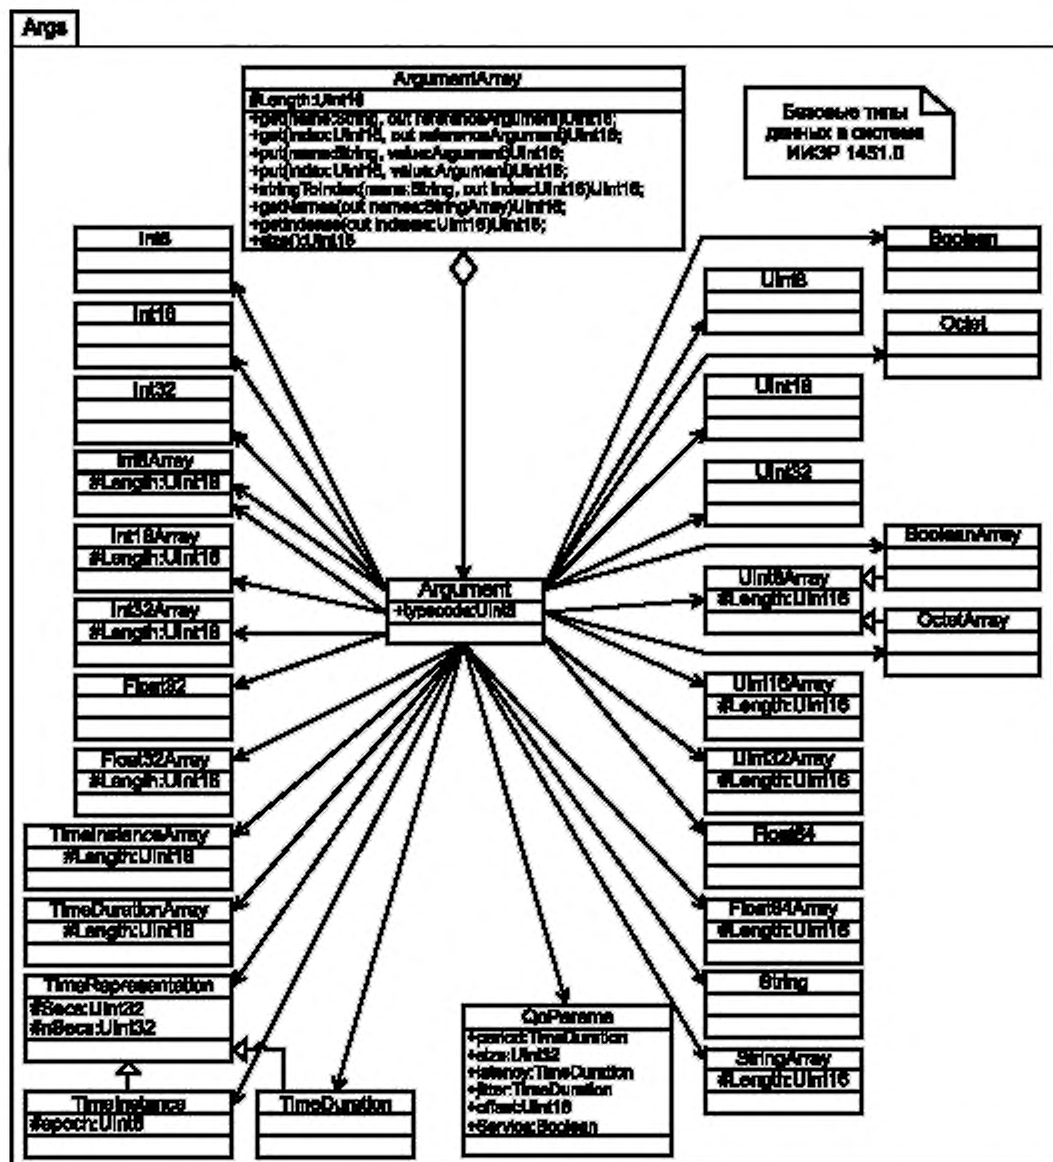 Args
ArgumentArray
#Length:UInt16
+get(name:String, out referenceArgument)UInt16;
+get(index:UInt16, out referenceArgument)UInt16;
+put(name:String, value:Argument)UInt16;
+put(index:UInt16, value:Argument)UInt16;
+stringToIndex(name:String, out index:UInt16)UInt16;
+getNames(out names:StringArray)UInt16;
+getIndexes(out indexes:UInt16)UInt16;
+size():UInt16
Базовые типы
данных в системе
ИИЭР 1451.0
Int8
Int16
Int32
Int8Array
#Length:UInt16
Int16Array
#Length:UInt16
Int32Array
#Length:UInt16
Float32
Float32Array
#Length:UInt16
TimeInstanceArray
#Length:UInt16
TimeDurationArray
#Length:UInt16
TimeRepresentation
#Secs:UInt32
#nSecs:UInt32
TimeInstance
#epoch:UInt8
TimeDuration
Argument
+typecode:UInt8
QoParams
+period:TimeDuration
+size:UInt32
+latency:TimeDuration
+jitter:TimeDuration
+offset:UInt16
+Service:Boolean
UInt8
UInt16
UInt32
UInt8Array
#Length:UInt16
UInt16Array
#Length:UInt16
UInt32Array
#Length:UInt16
Float64
Float64Array
#Length:UInt16
String
StringArray
#Length:UInt16
Boolean
Octet
BooleanArray
OctetArray